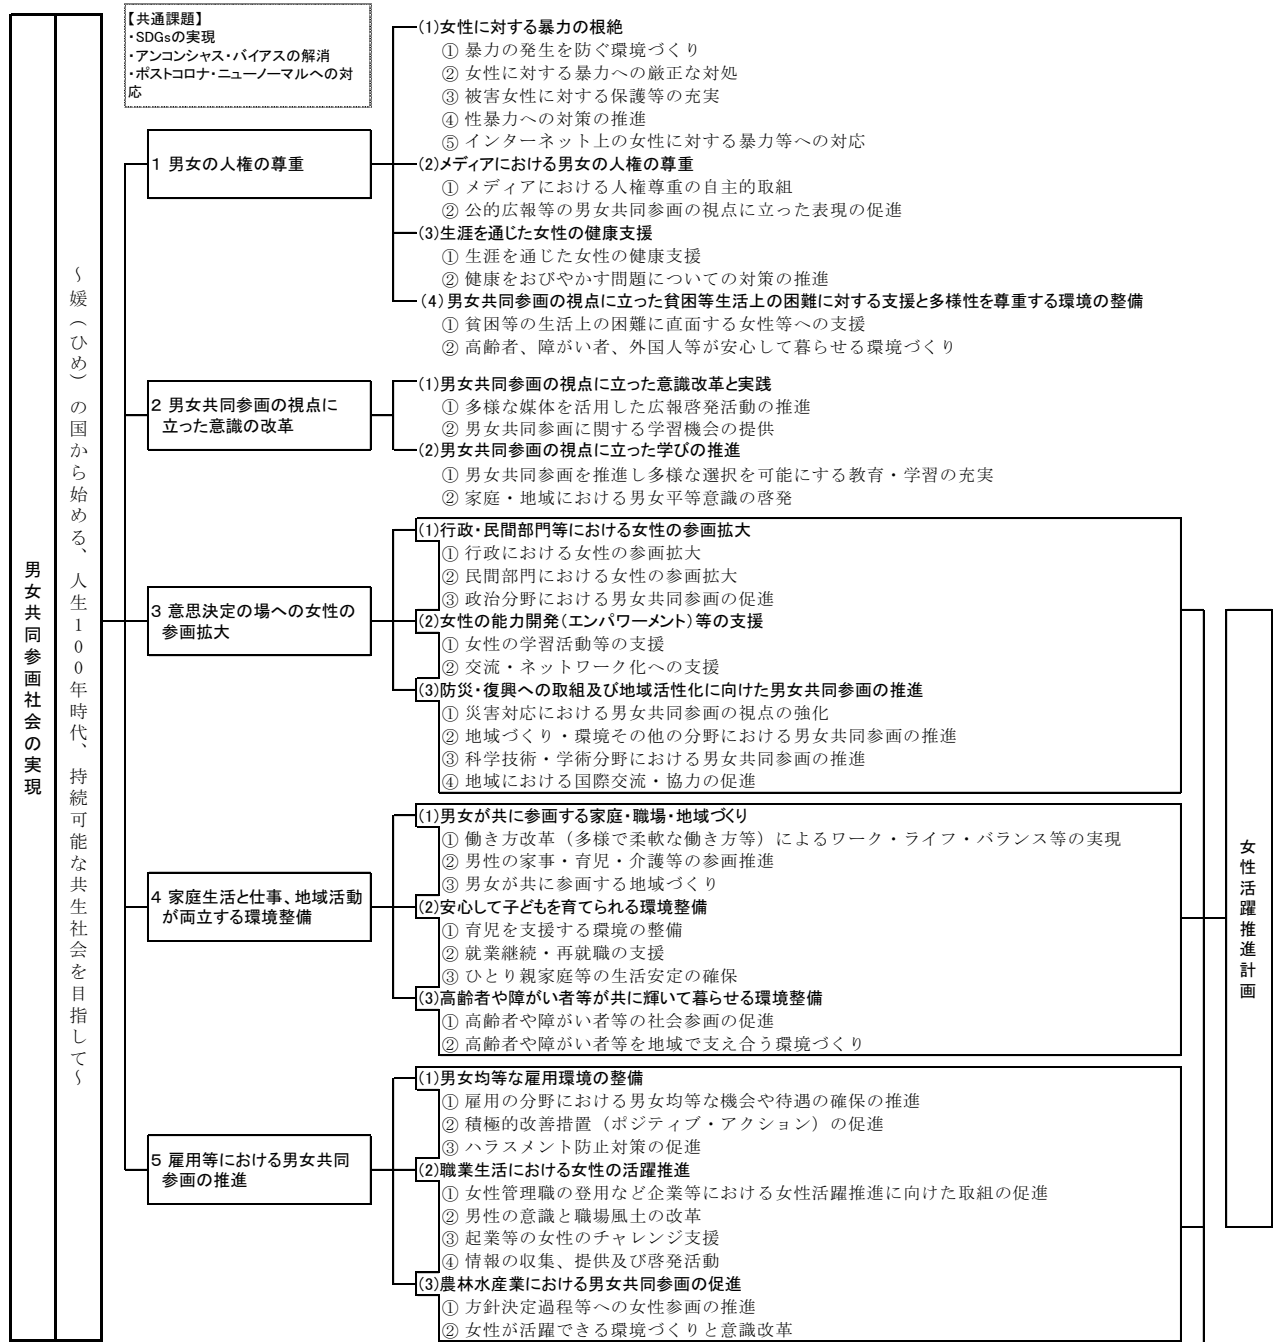 男女共同参画社会の実現
～媛（ひめ）の国から始める、人生100年時代、持続可能な共生社会を目指して～
【共通課題】
・SDGsの実現
・アンコンシャス・バイアスの解消
・ポストコロナ・ニューノーマルへの対
応
1 男女の人権の尊重
(1)女性に対する暴力の根絶
① 暴力の発生を防ぐ環境づくり
② 女性に対する暴力への厳正な対処
③ 被害女性に対する保護等の充実
④ 性暴力への対策の推進
⑤ インターネット上の女性に対する暴力等への対応
(2)メディアにおける男女の人権の尊重
① メディアにおける人権尊重の自主的取組
② 公的広報等の男女共同参画の視点に立った表現の促進
(3)生涯を通じた女性の健康支援
① 生涯を通じた女性の健康支援
② 健康をおびやかす問題についての対策の推進
(4)男女共同参画の視点に立った貧困等生活上の困難に対する支援と多様性を尊重する環境の整備
① 貧困等の生活上の困難に直面する女性等への支援
② 高齢者、障がい者、外国人等が安心して暮らせる環境づくり
2 男女共同参画の視点に
立った意識の改革
(1)男女共同参画の視点に立った意識改革と実践
① 多様な媒体を活用した広報啓発活動の推進
② 男女共同参画に関する学習機会の提供
(2)男女共同参画の視点に立った学びの推進
① 男女共同参画を推進し多様な選択を可能にする教育・学習の充実
② 家庭・地域における男女平等意識の啓発
3 意思決定の場への女性の
参画拡大
(1)行政・民間部門等における女性の参画拡大
① 行政における女性の参画拡大
② 民間部門における女性の参画拡大
③ 政治分野における男女共同参画の促進
(2)女性の能力開発（エンパワーメント）等の支援
① 女性の学習活動等の支援
② 交流・ネットワーク化への支援
(3)防災・復興への取組及び地域活性化に向けた男女共同参画の推進
① 災害対応における男女共同参画の視点の強化
② 地域づくり・環境その他の分野における男女共同参画の推進
③ 科学技術・学術分野における男女共同参画の推進
④ 地域における国際交流・協力の促進
4 家庭生活と仕事、地域活動
が両立する環境整備
(1)男女が共に参画する家庭・職場・地域づくり
① 働き方改革（多様で柔軟な働き方等）によるワーク・ライフ・バランス等の実現
② 男性の家事・育児・介護等の参画推進
③ 男女が共に参画する地域づくり
(2)安心して子どもを育てられる環境整備
① 育児を支援する環境の整備
② 就業継続・再就職の支援
③ ひとり親家庭等の生活安定の確保
(3)高齢者や障がい者等が共に輝いて暮らせる環境整備
① 高齢者や障がい者等の社会参画の促進
② 高齢者や障がい者等を地域で支え合う環境づくり
5 雇用等における男女共同
参画の推進
(1)男女均等な雇用環境の整備
① 雇用の分野における男女均等な機会や待遇の確保の推進
② 積極的改善措置（ポジティブ・アクション）の促進
③ ハラスメント防止対策の促進
(2)職業生活における女性の活躍推進
① 女性管理職の登用など企業等における女性活躍推進に向けた取組の促進
② 男性の意識と職場風土の改革
③ 起業等の女性のチャレンジ支援
④ 情報の収集、提供及び啓発活動
(3)農林水産業における男女共同参画の促進
① 方針決定過程等への女性参画の推進
② 女性が活躍できる環境づくりと意識改革
女性活躍推進計画